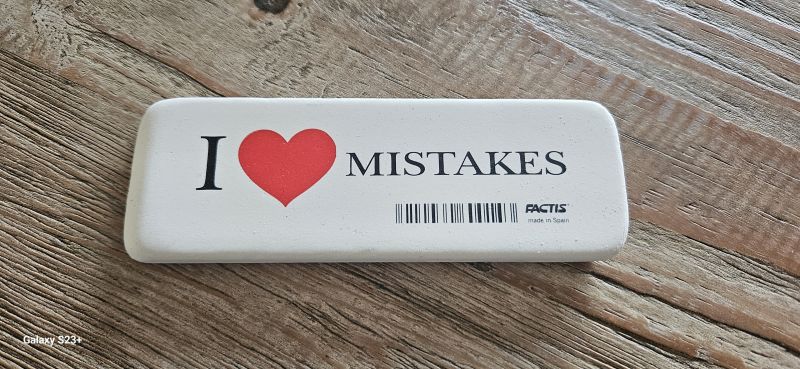 I ❤ MISTAKES
FACTIS
made in Spain
Galaxy S23+